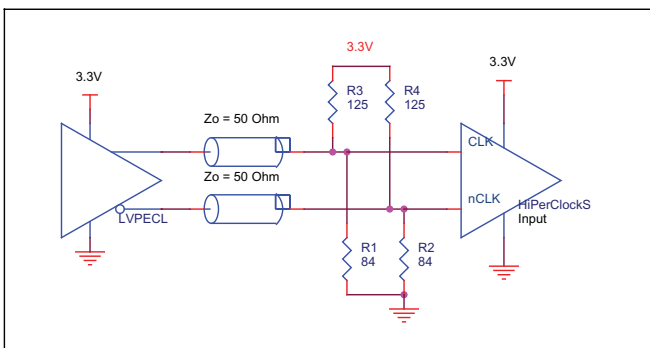 3.3V
3.3V
3.3V
R3
125
R4
125
Zo = 50 Ohm
CLK
Zo = 50 Ohm
nCLK
HiPerClockS
Input
LVPECL
R1
84
R2
84